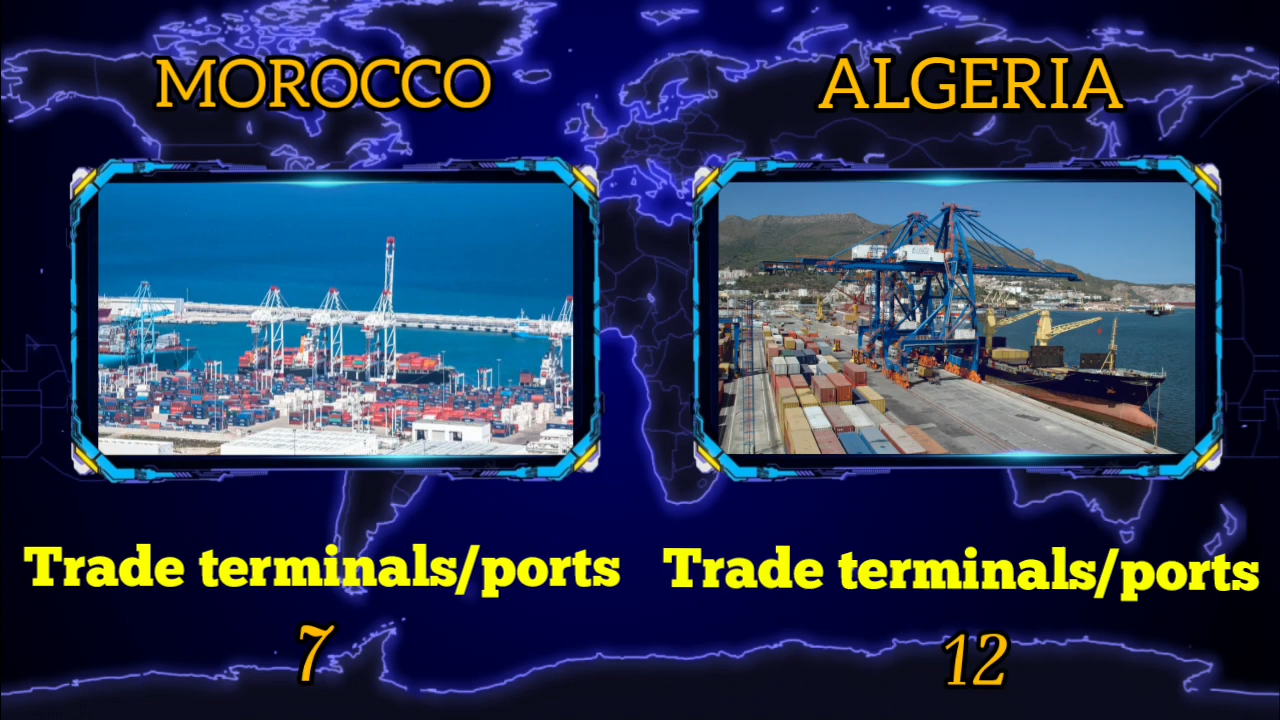 MOROCCO
ALGERIA
Trade terminals/ports
Trade terminals/ports
7
12